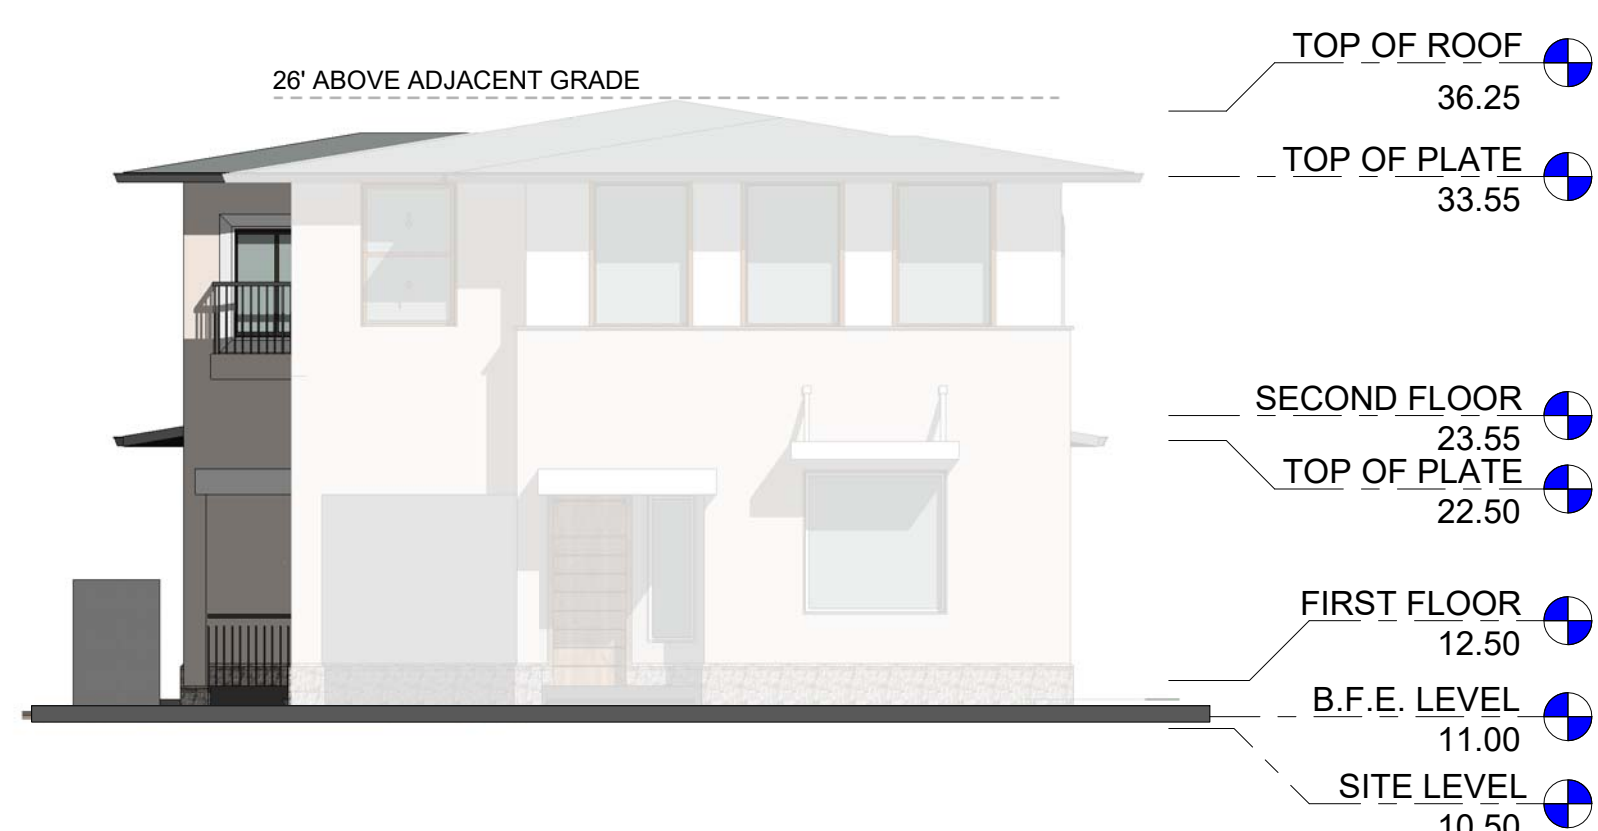 26' ABOVE ADJACENT GRADE
TOP OF ROOF
36.25
TOP OF PLATE
33.55
SECOND FLOOR
23.55
TOP OF PLATE
22.50
FIRST FLOOR
12.50
B.F.E. LEVEL
11.00
SITE LEVEL
10.50